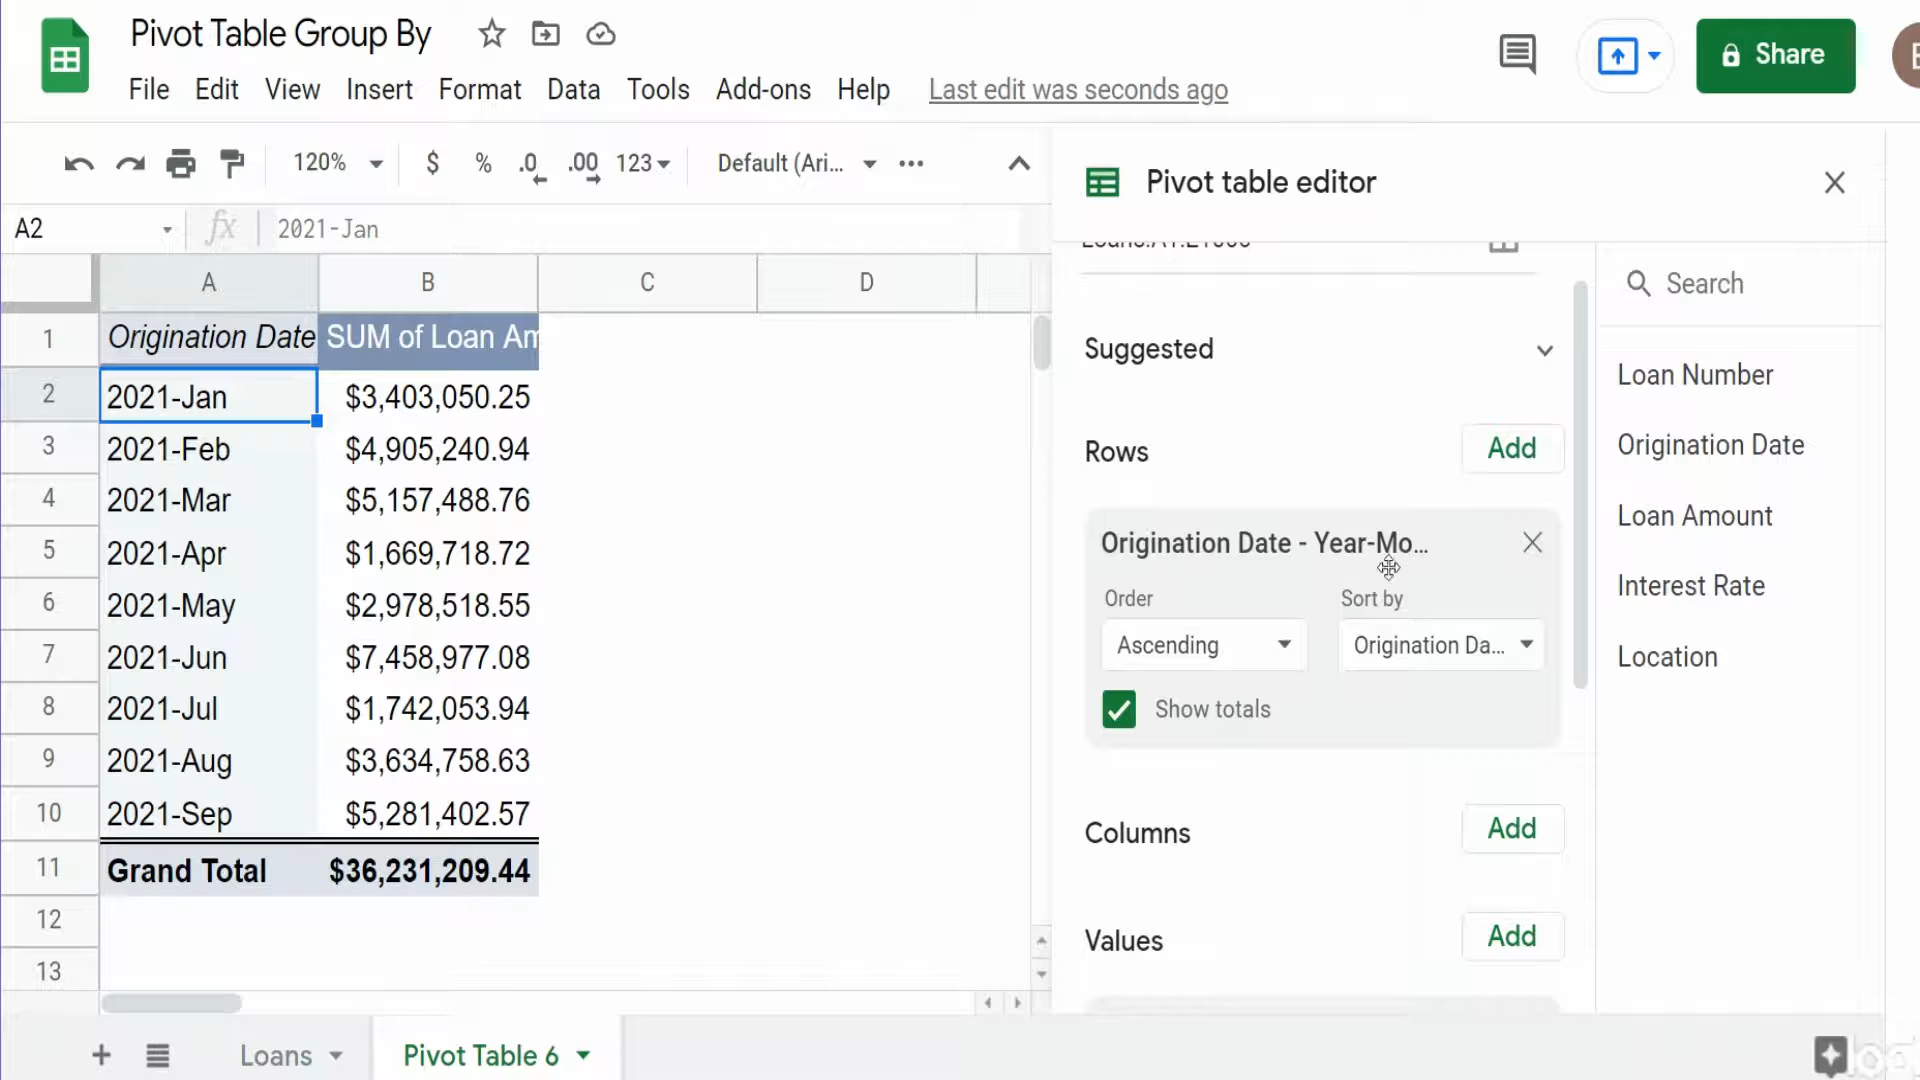 Pivot Table Group By
File Edit View Insert Format Data Tools Add-ons Help Last edit was seconds ago
Share
120% $ % .0 .00 123 Default (Ari...
A2 fx 2021-Jan
A B C D
1 Origination Date SUM of Loan Am
2 2021-Jan $3,403,050.25
3 2021-Feb $4,905,240.94
4 2021-Mar $5,157,488.76
5 2021-Apr $1,669,718.72
6 2021-May $2,978,518.55
7 2021-Jun $7,458,977.08
8 2021-Jul $1,742,053.94
9 2021-Aug $3,634,758.63
10 2021-Sep $5,281,402.57
11 Grand Total $36,231,209.44
12
13
Pivot table editor
Suggested
Rows Add
Origination Date - Year-Mo...
Order Sort by
Ascending Origination Da...
Show totals
Columns Add
Values Add
Search
Loan Number
Origination Date
Loan Amount
Interest Rate
Location
Loans Pivot Table 6